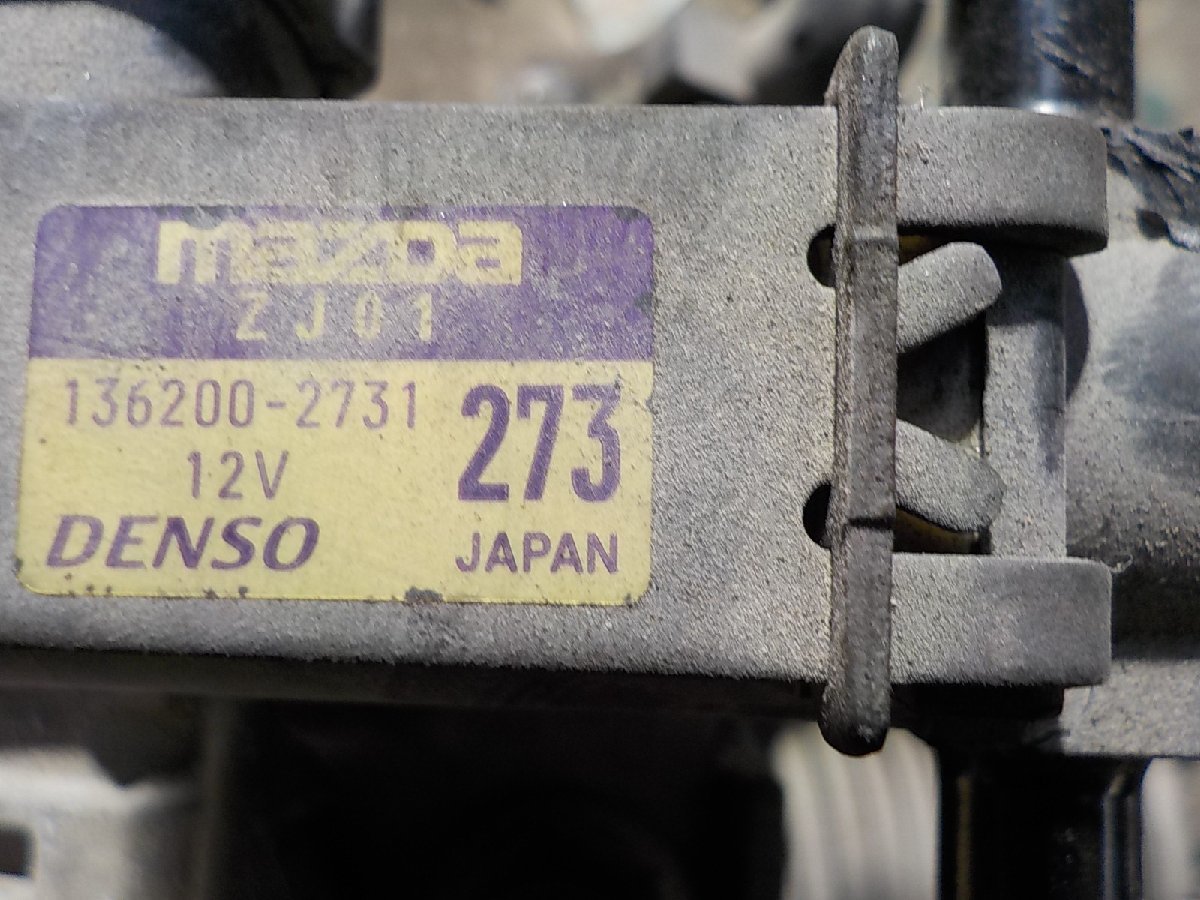 mazda
ZJ01
136200-2731
273
12V
DENSO
JAPAN